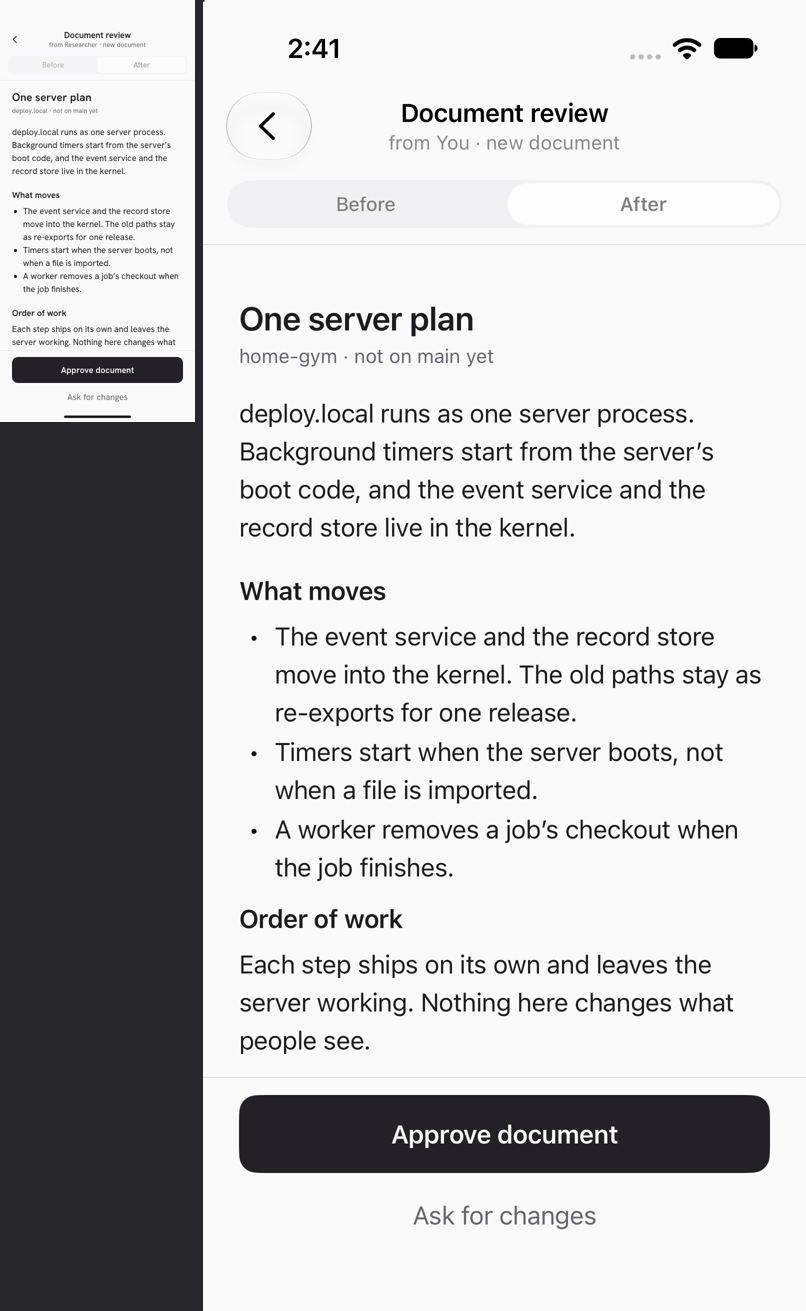 Document review
from Researcher · new document
Before
After
One server plan
deploy.local · not on main yet
deploy.local runs as one server process.
Background timers start from the server’s
boot code, and the event service and the
record store live in the kernel.
What moves
• The event service and the record store
move into the kernel. The old paths stay
as re-exports for one release.
• Timers start when the server boots, not
when a file is imported.
• A worker removes a job’s checkout when
the job finishes.
Order of work
Each step ships on its own and leaves the
server working. Nothing here changes what
Approve document
Ask for changes
2:41
Document review
from You · new document
Before
After
One server plan
home-gym · not on main yet
deploy.local runs as one server process.
Background timers start from the server’s
boot code, and the event service and the
record store live in the kernel.
What moves
• The event service and the record store
move into the kernel. The old paths stay as
re-exports for one release.
• Timers start when the server boots, not
when a file is imported.
• A worker removes a job’s checkout when
the job finishes.
Order of work
Each step ships on its own and leaves the
server working. Nothing here changes what
people see.
Approve document
Ask for changes